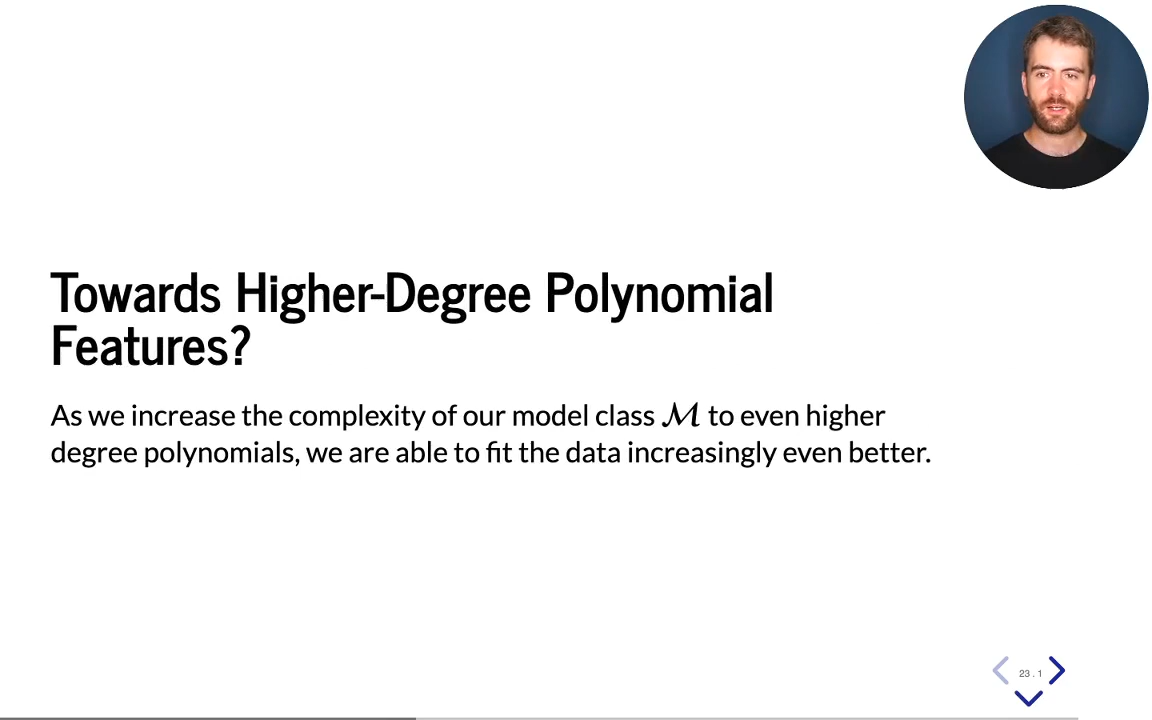 Towards Higher-Degree Polynomial
Features?
As we increase the complexity of our model class ℳ to even higher
degree polynomials, we are able to fit the data increasingly even better.
23 . 1